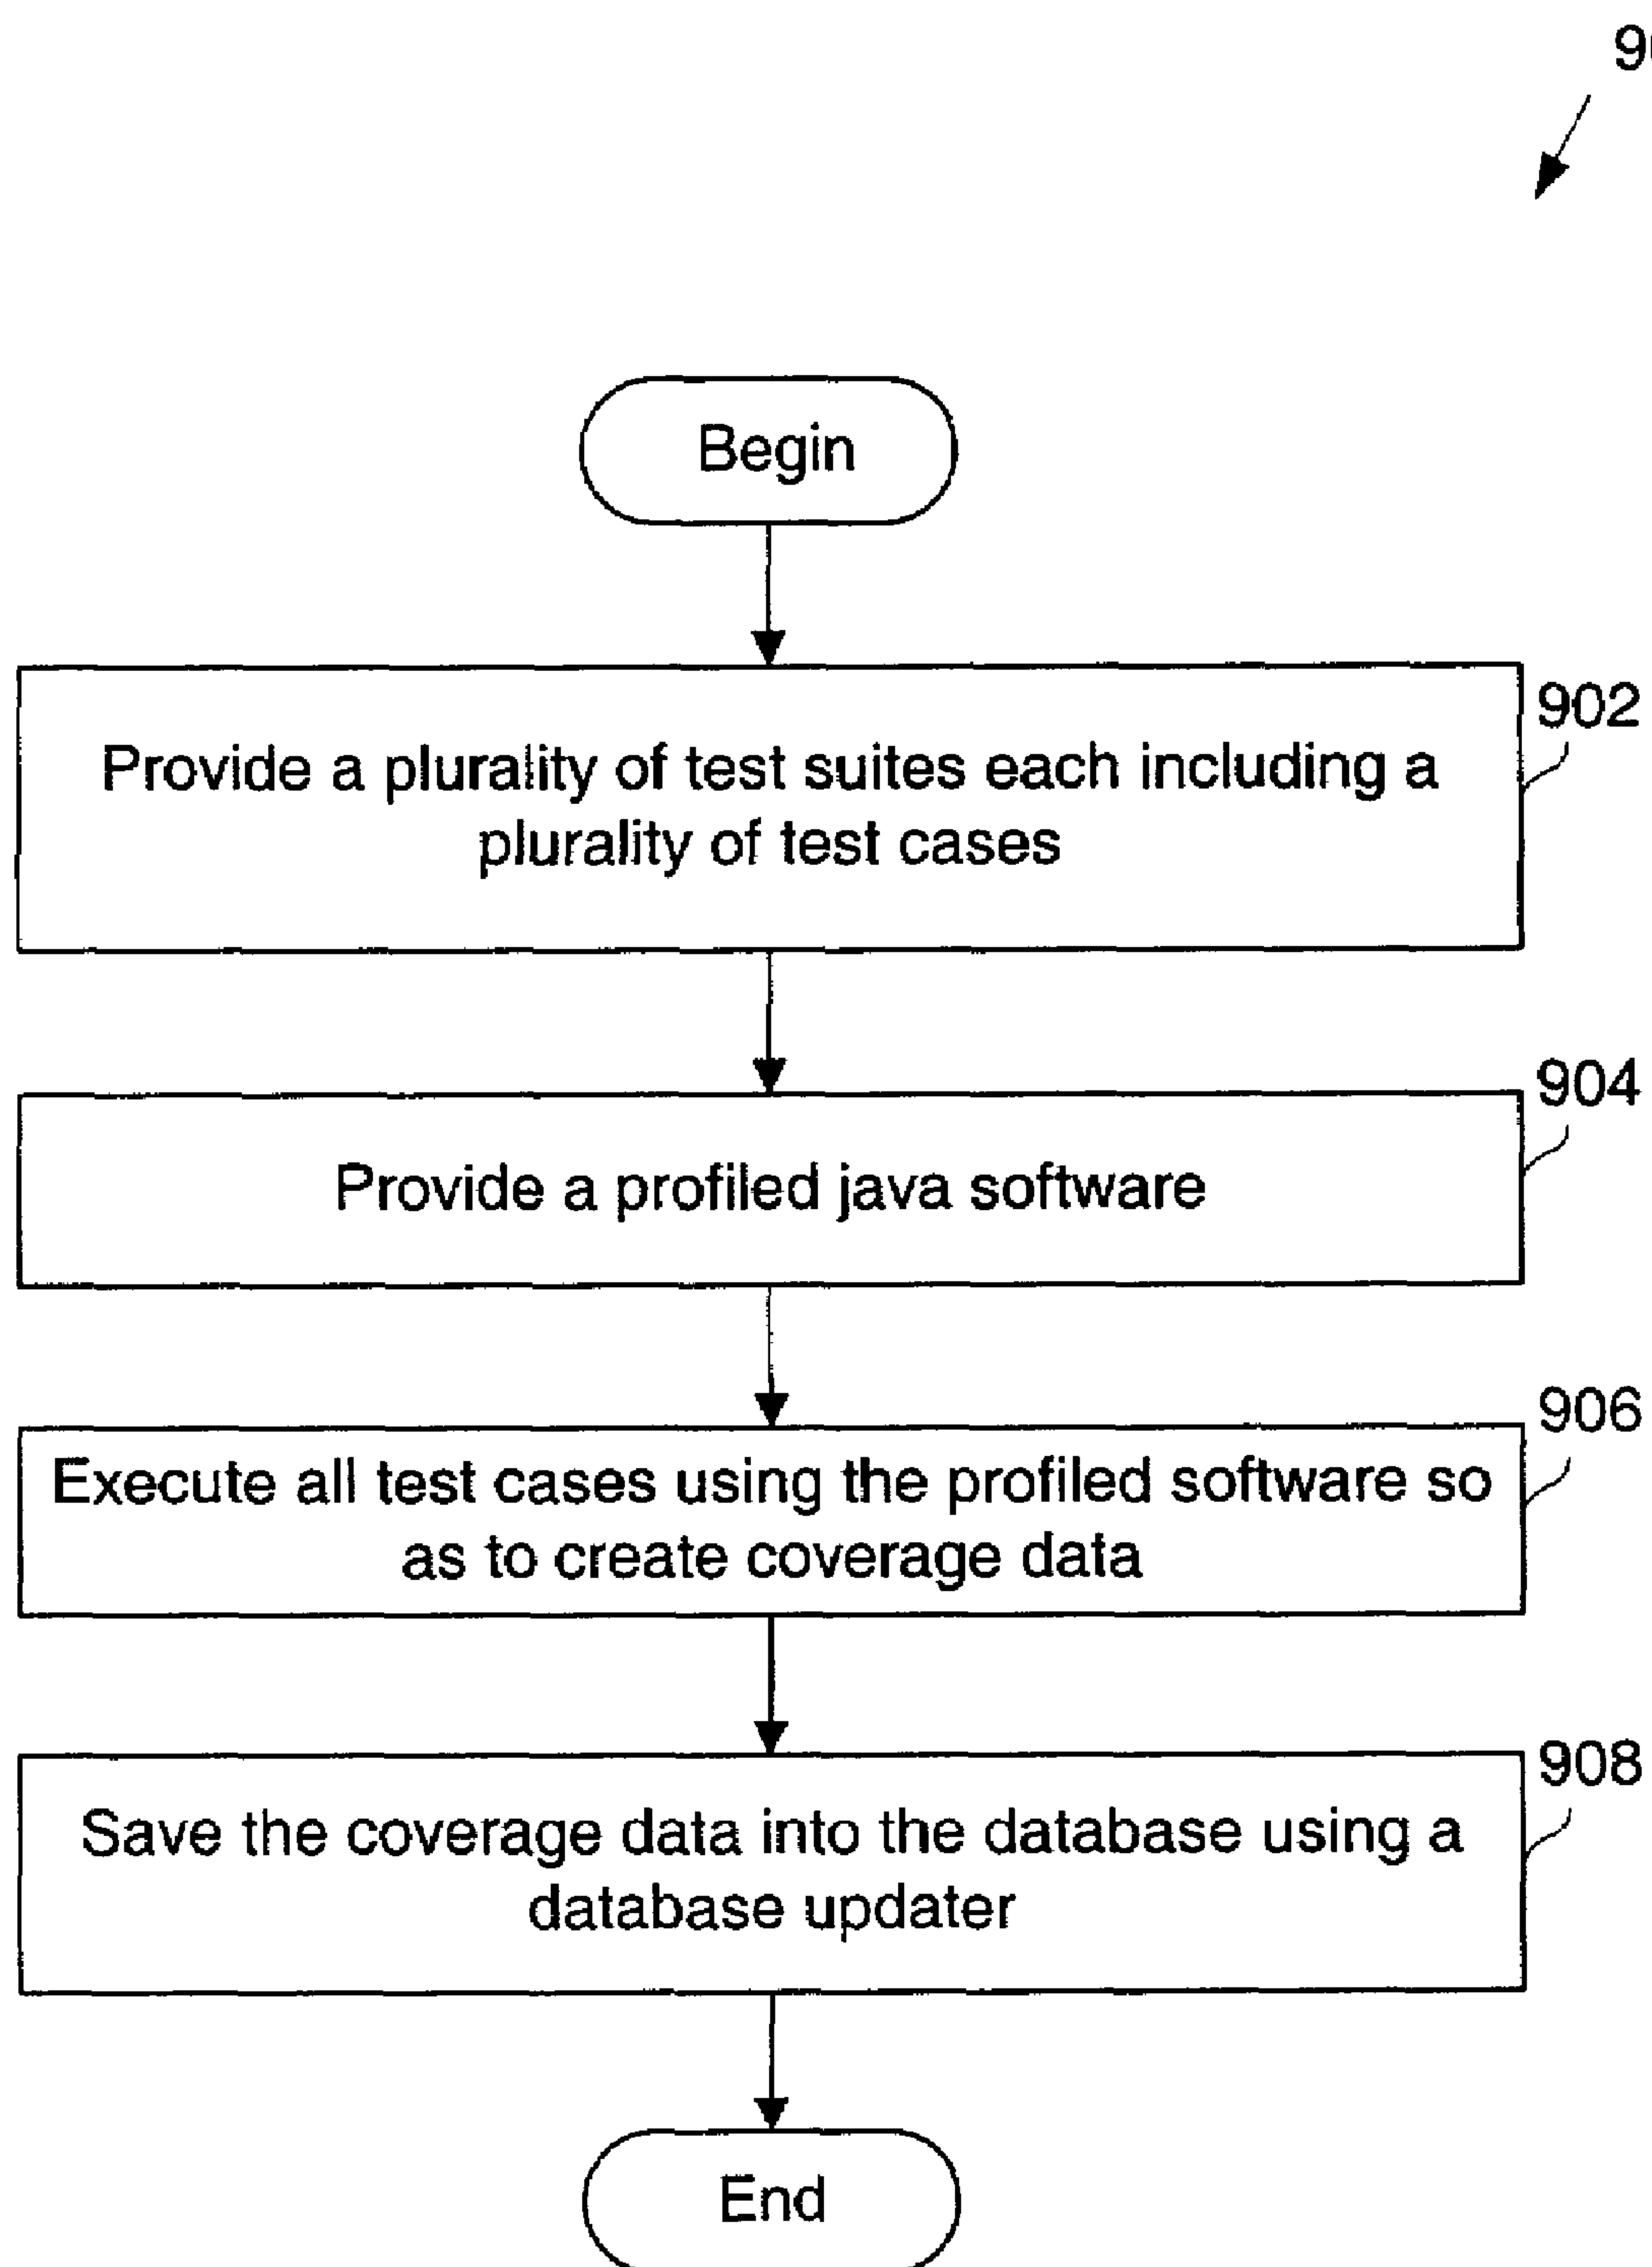 Begin
902
Provide a plurality of test suites each including a
plurality of test cases
904
Provide a profiled java software
906
Execute all test cases using the profiled software so
as to create coverage data
908
Save the coverage data into the database using a
database updater
End